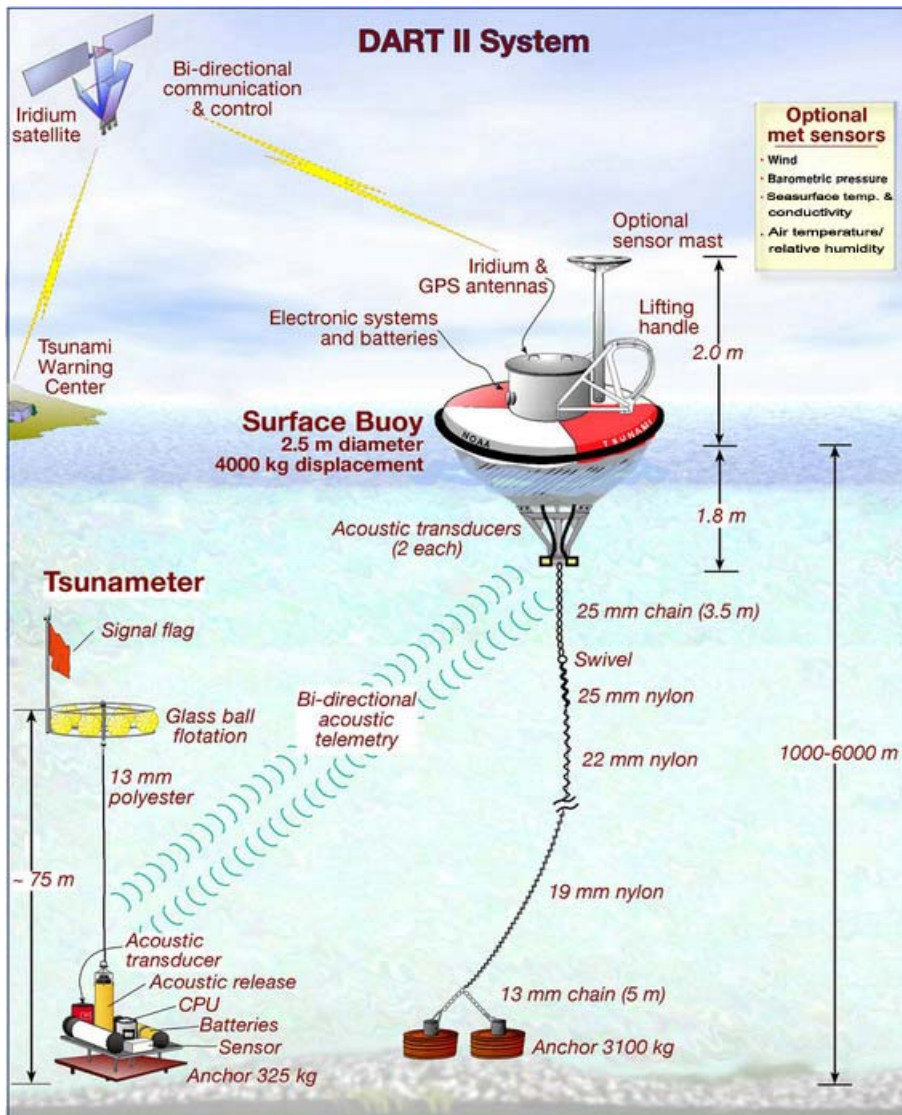 DART II System
Bi-directional
communication
& control
Iridium
satellite
Optional
met sensors
· Wind
· Barometric pressure
· Seasurface temp. &
conductivity
· Air temperature/
relative humidity
Optional
sensor mast
Iridium &
GPS antennas
Lifting
handle
Electronic systems
and batteries
2.0 m
Tsunami
Warning
Center
Surface Buoy
2.5 m diameter
4000 kg displacement
NOAA
TSUNAMI
1.8 m
Acoustic transducers
(2 each)
Tsunameter
Signal flag
25 mm chain (3.5 m)
Swivel
25 mm nylon
Glass ball
flotation
Bi-directional
acoustic
telemetry
22 mm nylon
1000-6000 m
13 mm
polyester
~ 75 m
19 mm nylon
Acoustic
transducer
Acoustic release
CPU
Batteries
Sensor
Anchor 325 kg
13 mm chain (5 m)
Anchor 3100 kg